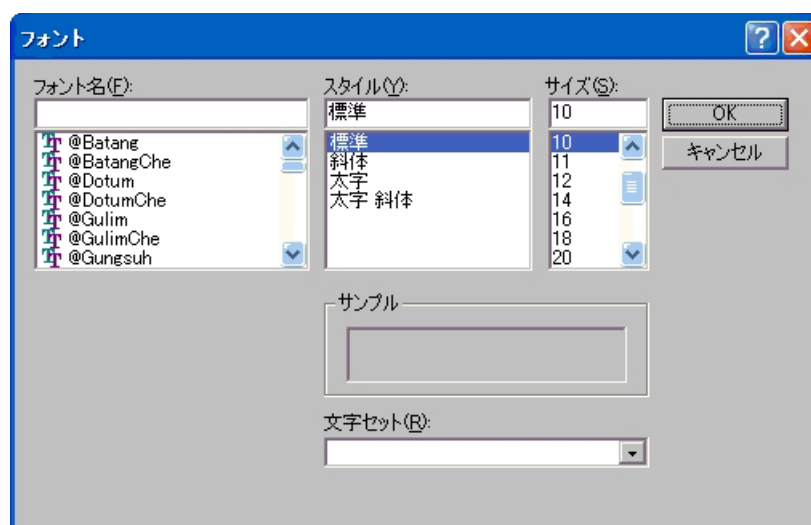 フォント
フォント名(F):
@Batang
@BatangChe
@Dotum
@DotumChe
@Gulim
@GulimChe
@Gungsuh
スタイル(Y):
標準
標準
斜体
太字
太字 斜体
サイズ(S):
10
10
11
12
14
16
18
20
OK
キャンセル
サンプル
文字セット(R):